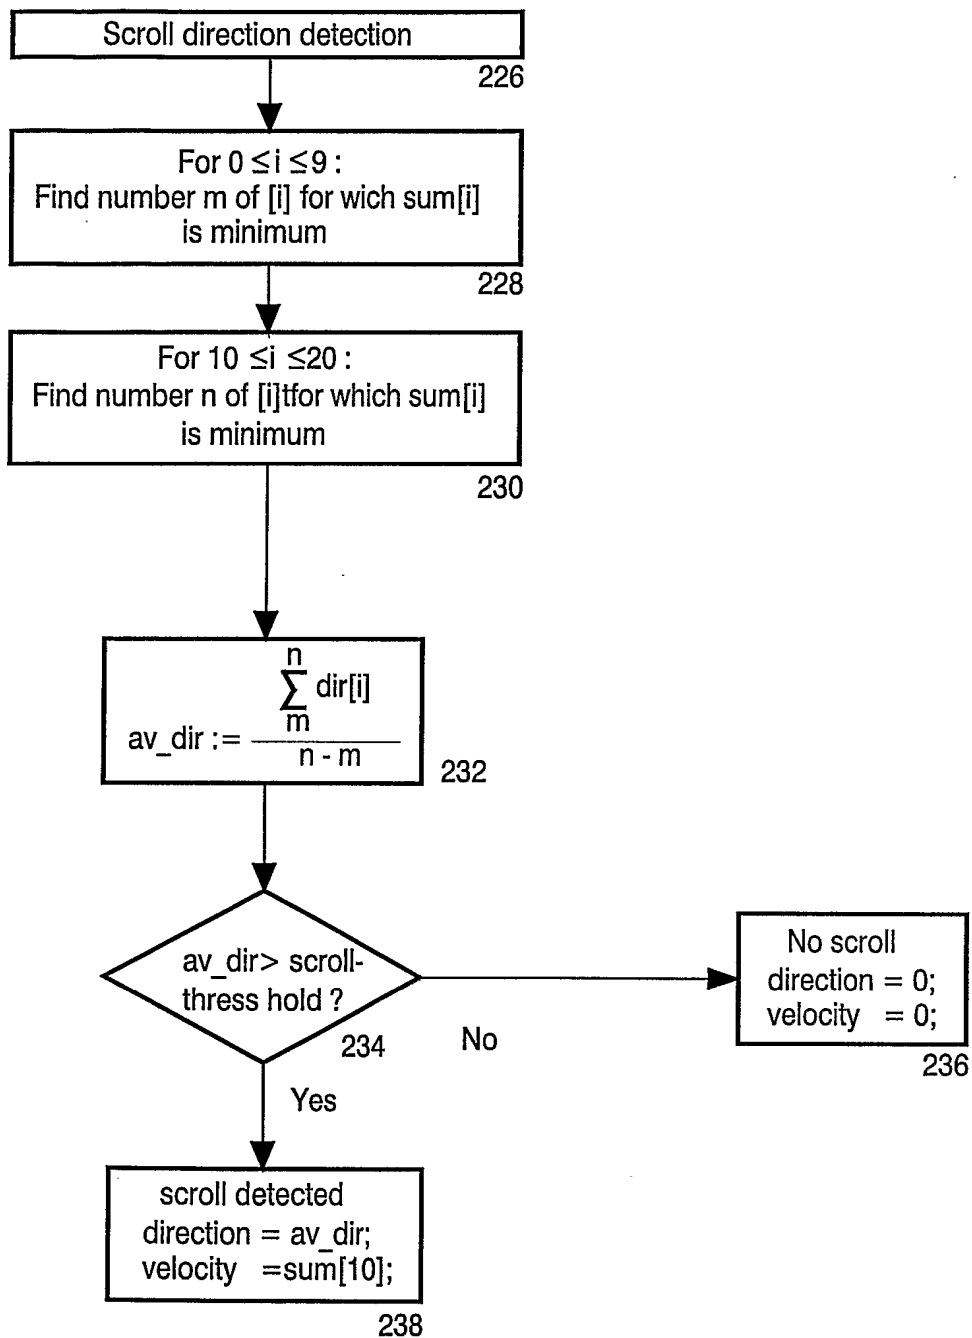 Scroll direction detection
226
For 0 ≤i ≤9 :
Find number m of [i] for wich sum[i]
is minimum
228
For 10 ≤i ≤20 :
Find number n of [i]tfor which sum[i]
is minimum
230
n
∑ dir[i]
m
av_dir :=
n - m
232
av_dir> scroll-
thress hold ?
234
No
No scroll
direction = 0;
velocity = 0;
236
Yes
scroll detected
direction = av_dir;
velocity =sum[10];
238